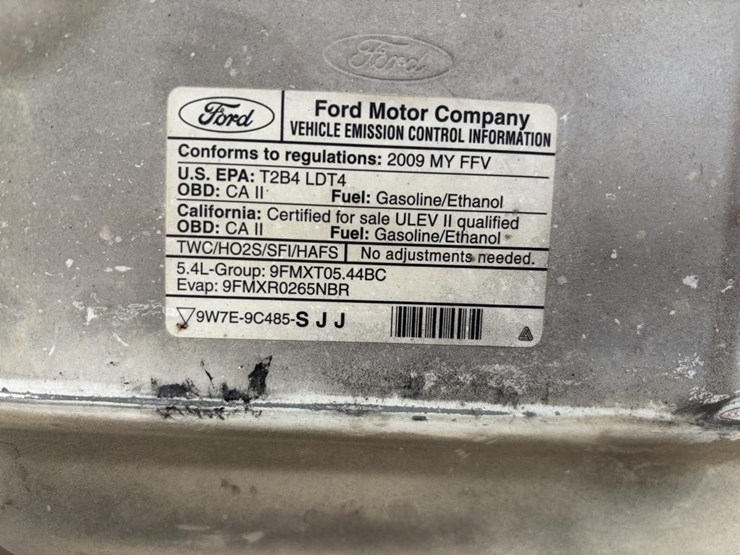 Ford
Ford
Ford Motor Company
VEHICLE EMISSION CONTROL INFORMATION
Conforms to regulations: 2009 MY FFV
U.S. EPA: T2B4 LDT4
OBD: CA II Fuel: Gasoline/Ethanol
California: Certified for sale ULEV II qualified
OBD: CA II Fuel: Gasoline/Ethanol
TWC/HO2S/SFI/HAFS No adjustments needed.
5.4L-Group: 9FMXT05.44BC
Evap: 9FMXR0265NBR
9W7E-9C485-S J J